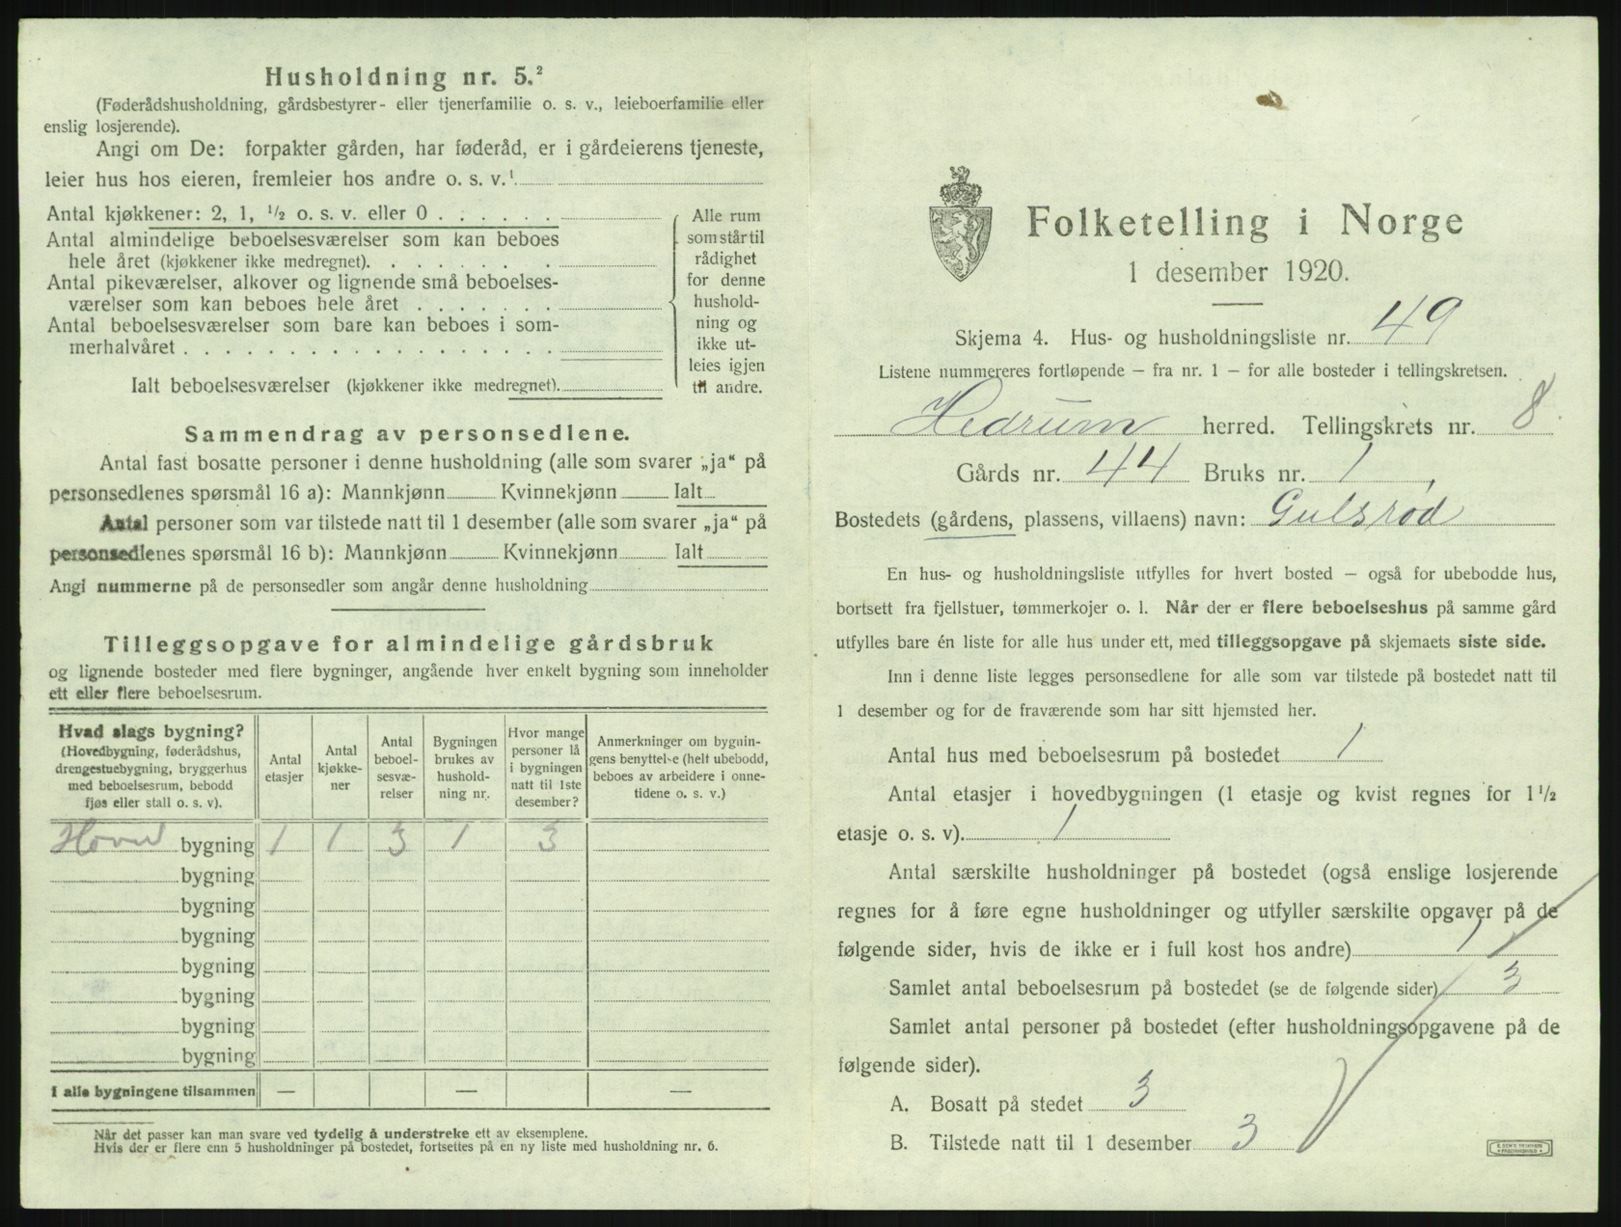 Husholdning nr. 5.²
(Føderådshusholdning, gårdsbestyrer- eller tjenerfamilie o. s. v., leieboerfamilie eller
enslig losjerende).
Angi om De: forpakter gården, har føderåd, er i gårdeierens tjeneste,
leier hus hos eieren, fremleier hos andre o. s. v.¹
Antal kjøkkener: 2, 1, ½ o. s. v. eller 0
Antal almindelige beboelsesværelser som kan beboes
hele året (kjøkkener ikke medregnet).
Antal pikeværelser, alkover og lignende små beboelses-
værelser som kan beboes hele året
Antal beboelsesværelser som bare kan beboes i som-
merhalvåret
Ialt beboelsesværelser (kjøkkener ikke medregnet).
Alle rum
som står til
rådighet
for denne
hushold-
ning og
ikke ut-
leies igjen
til andre.
Sammendrag av personsedlene.
Antal fast bosatte personer i denne husholdning (alle som svarer „ja“ på
personsedlenes spørsmål 16 a): Mannkjønn Kvinnekjønn Ialt
Antal personer som var tilstede natt til 1 desember (alle som svarer „ja“ på
personsedlenes spørsmål 16 b): Mannkjønn Kvinnekjønn Ialt
Angi nummerne på de personsedler som angår denne husholdning
Tilleggsopgave for almindelige gårdsbruk
og lignende bosteder med flere bygninger, angående hver enkelt bygning som inneholder
ett eller flere beboelsesrum.
Hvad slags bygning?
(Hovedbygning, føderådshus,
drengestuebygning, bryggerhus
med beboelsesrum, bebodd
fjøs eller stall o. s. v).
Antal
etasjer
Antal
kjøkke-
ner
Antal
beboel-
sesvæ-
relser
Bygningen
brukes av
hushold-
ning nr.
Hvor mange
personer lå
i bygningen
natt til 1ste
desember?
Anmerkninger om bygnin-
gens benyttelse (helt ubebodd,
beboes av arbeidere i onne-
tidene o. s. v.)
Hoved bygning 1 1 3 1 3
bygning
bygning
bygning
bygning
bygning
bygning
bygning
I alle bygningene tilsammen — — —
Når det passer kan man svare ved tydelig å understreke ett av eksemplene.
Hvis der er flere enn 5 husholdninger på bostedet, fortsettes på en ny liste med husholdning nr. 6.
Folketelling i Norge
1 desember 1920.
Skjema 4. Hus- og husholdningsliste nr. 49
Listene nummereres fortløpende – fra nr. 1 – for alle bosteder i tellingskretsen.
Hedrum herred. Tellingskrets nr. 8
Gårds nr. 44 Bruks nr. 1,
Bostedets (gårdens, plassens, villaens) navn: Gulsrød
En hus- og husholdningsliste utfylles for hvert bosted – også for ubebodde hus,
bortsett fra fjellstuer, tømmerkojer o. l. Når der er flere beboelseshus på samme gård
utfylles bare én liste for alle hus under ett, med tilleggsopgave på skjemaets siste side.
Inn i denne liste legges personsedlene for alle som var tilstede på bostedet natt til
1 desember og for de fraværende som har sitt hjemsted her.
Antal hus med beboelsesrum på bostedet 1
Antal etasjer i hovedbygningen (1 etasje og kvist regnes for 1½
etasje o. s. v). 1
Antal særskilte husholdninger på bostedet (også enslige losjerende
regnes for å føre egne husholdninger og utfyller særskilte opgaver på de
følgende sider, hvis de ikke er i full kost hos andre) 1
Samlet antal beboelsesrum på bostedet (se de følgende sider) 3
Samlet antal personer på bostedet (efter husholdningsopgavene på de
følgende sider).
A. Bosatt på stedet 3
B. Tilstede natt til 1 desember 3